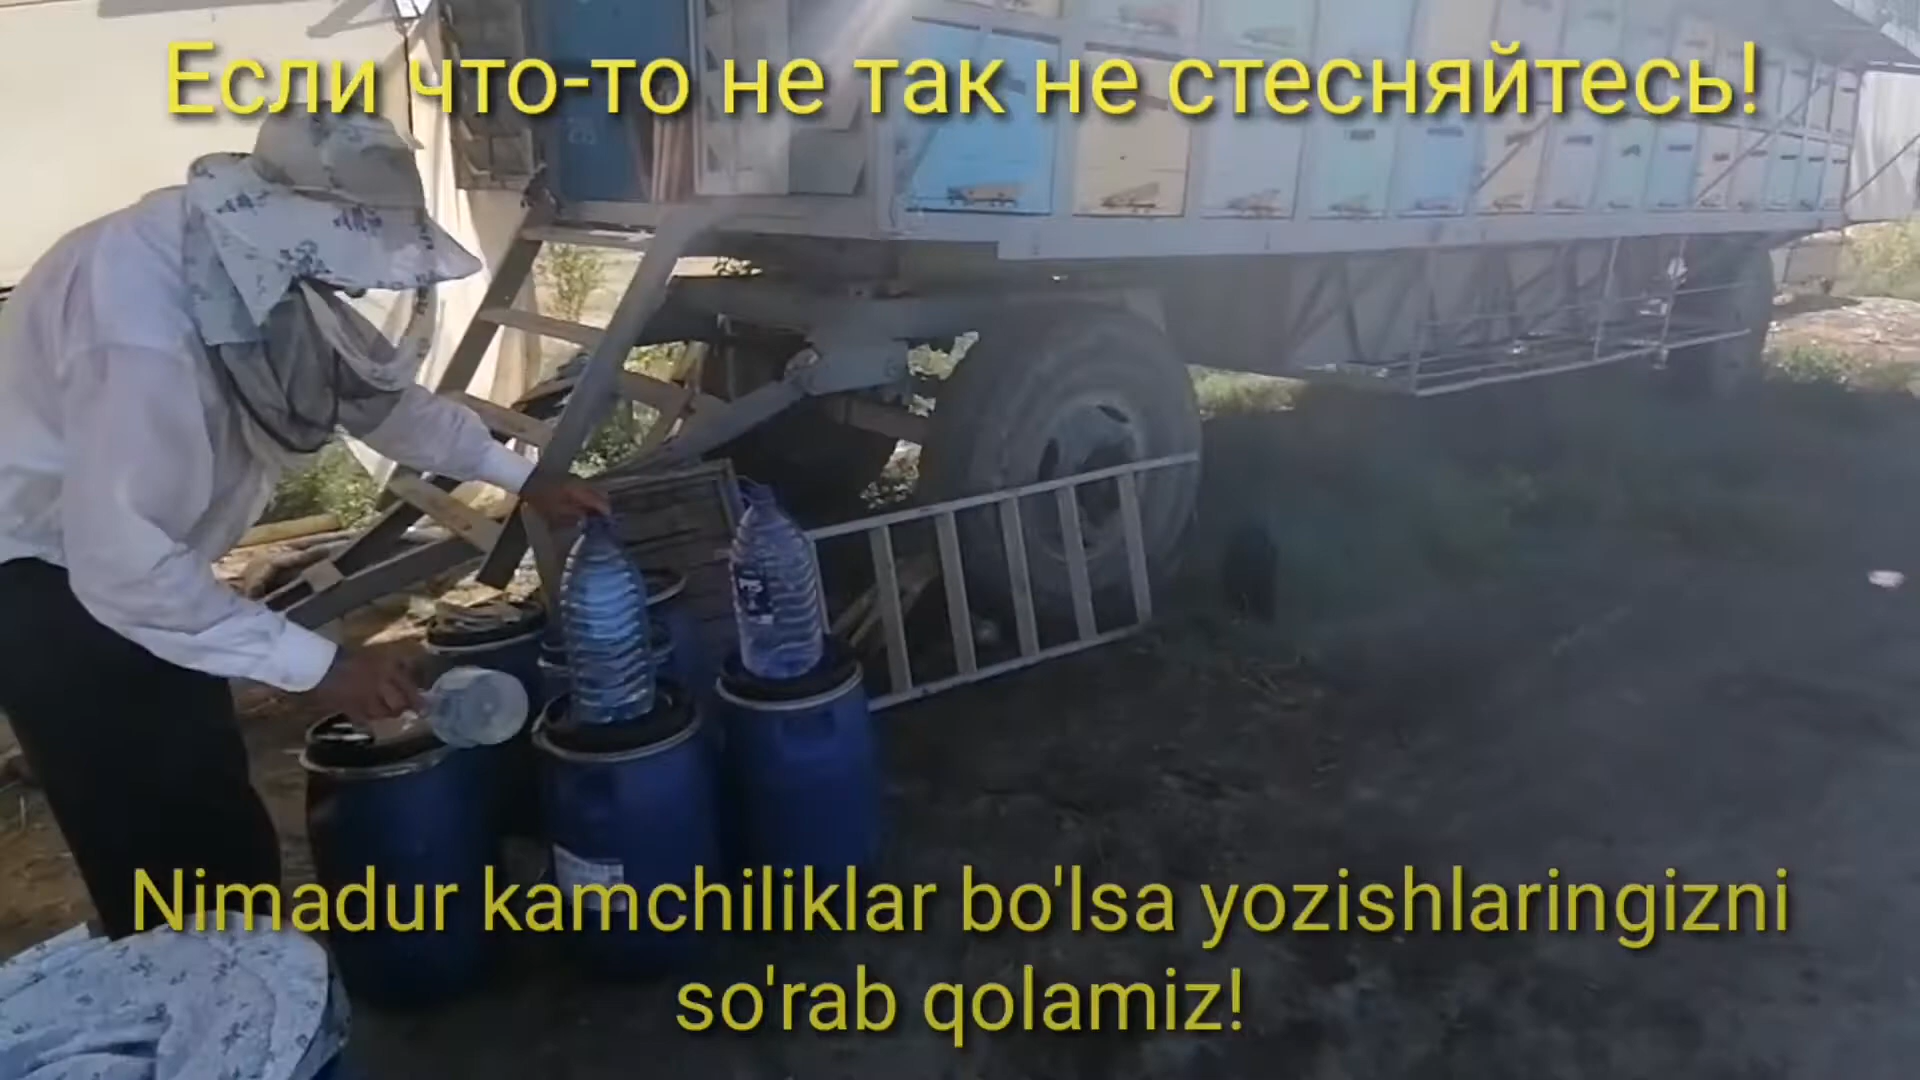 Если что-то не так не стесняйтесь!
Nimadur kamchiliklar bo'lsa yozishlaringizni
so'rab qolamiz!